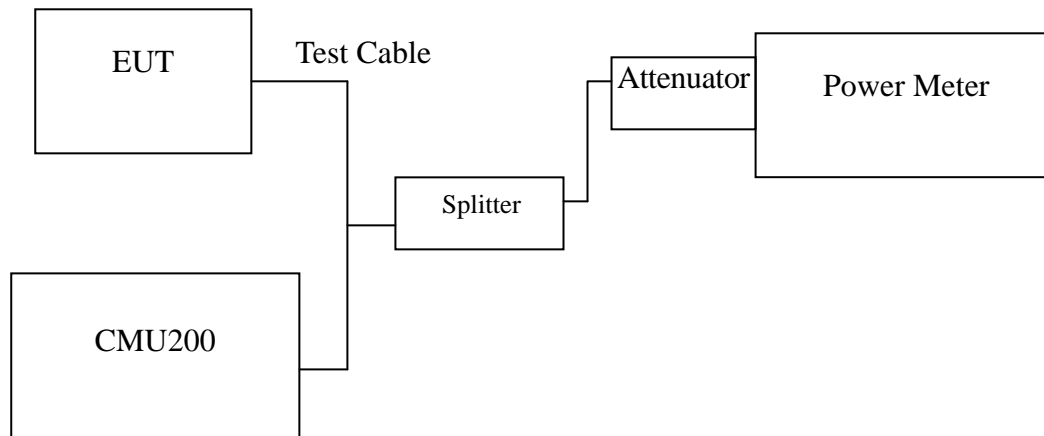 EUT
Test Cable
Attenuator
Power Meter
Splitter
CMU200